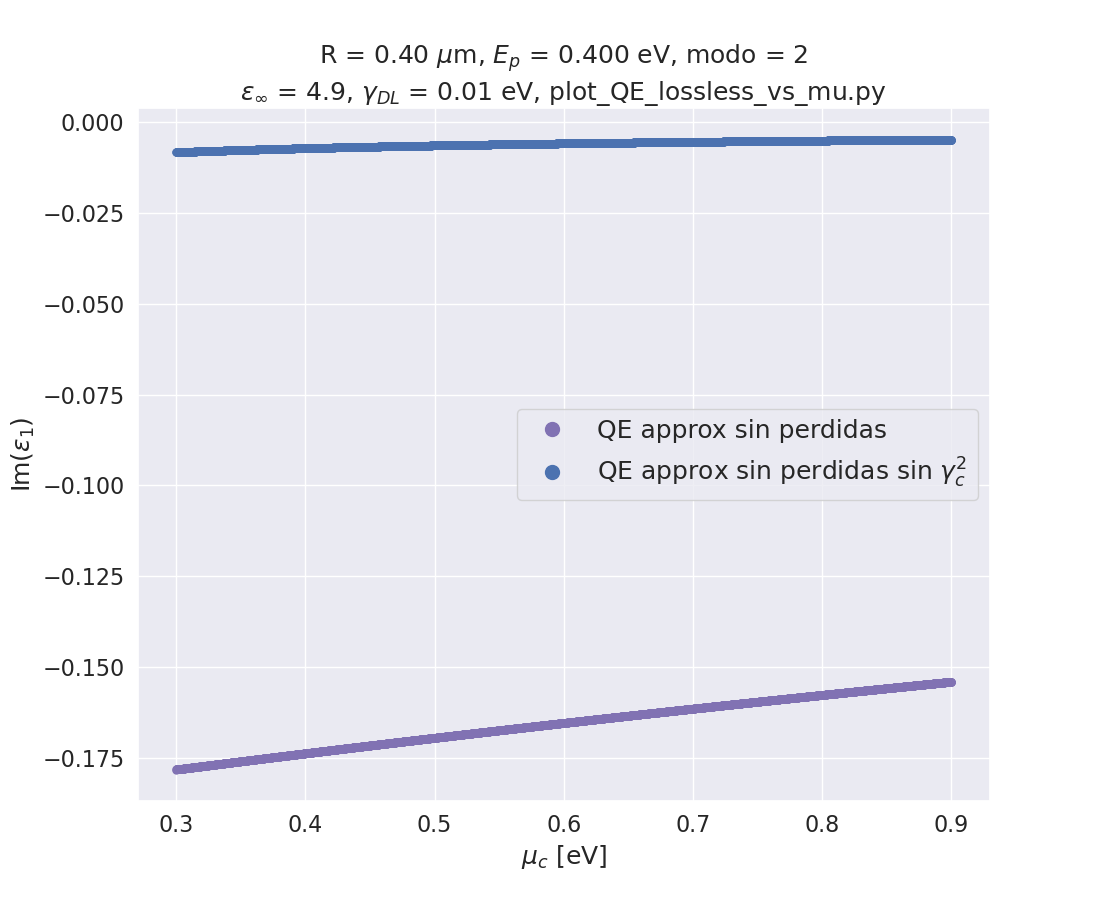 R = 0.40 μm, E_p = 0.400 eV, modo = 2
ε_∞ = 4.9, γ_DL = 0.01 eV, plot_QE_lossless_vs_mu.py
0.000
−0.025
−0.050
−0.075
−0.100
−0.125
−0.150
−0.175
Im(ε_1)
QE approx sin perdidas
QE approx sin perdidas sin γ_c^2
0.3 0.4 0.5 0.6 0.7 0.8 0.9
μ_c [eV]